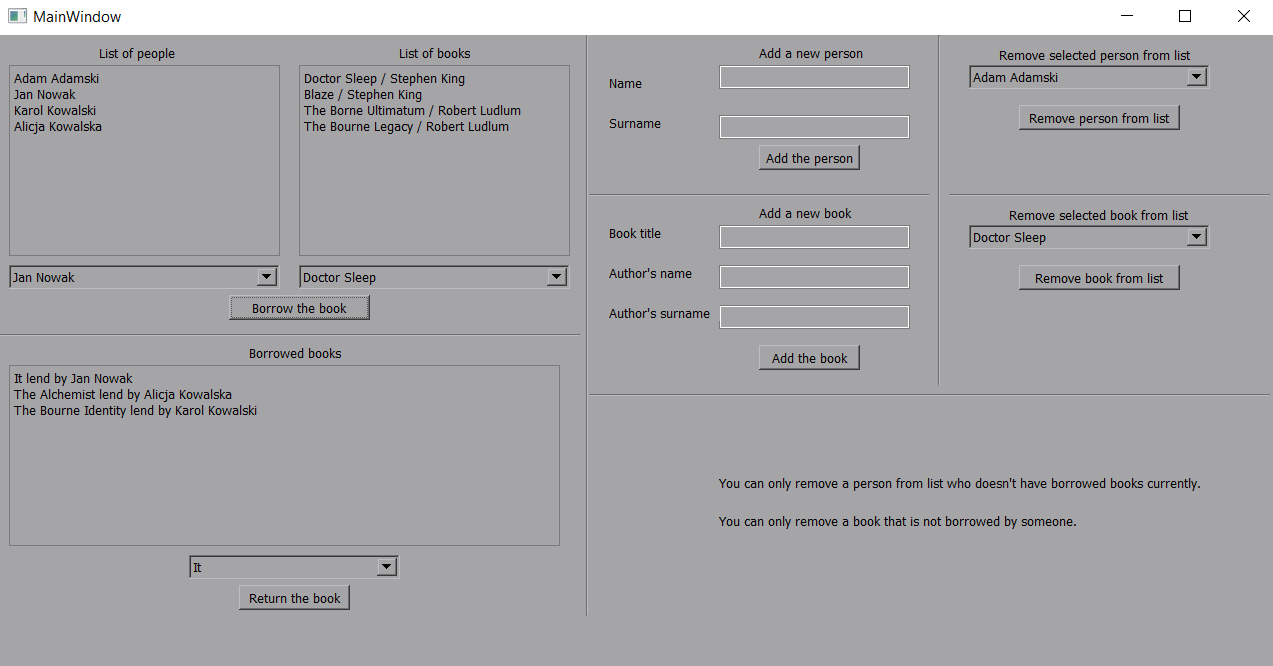 MainWindow
List of people
Adam Adamski
Jan Nowak
Karol Kowalski
Alicja Kowalska
Jan Nowak
List of books
Doctor Sleep / Stephen King
Blaze / Stephen King
The Borne Ultimatum / Robert Ludlum
The Bourne Legacy / Robert Ludlum
Doctor Sleep
Borrow the book
Borrowed books
It lend by Jan Nowak
The Alchemist lend by Alicja Kowalska
The Bourne Identity lend by Karol Kowalski
It
Return the book
Add a new person
Name
Surname
Add the person
Add a new book
Book title
Author's name
Author's surname
Add the book
Remove selected person from list
Adam Adamski
Remove person from list
Remove selected book from list
Doctor Sleep
Remove book from list
You can only remove a person from list who doesn't have borrowed books currently.
You can only remove a book that is not borrowed by someone.